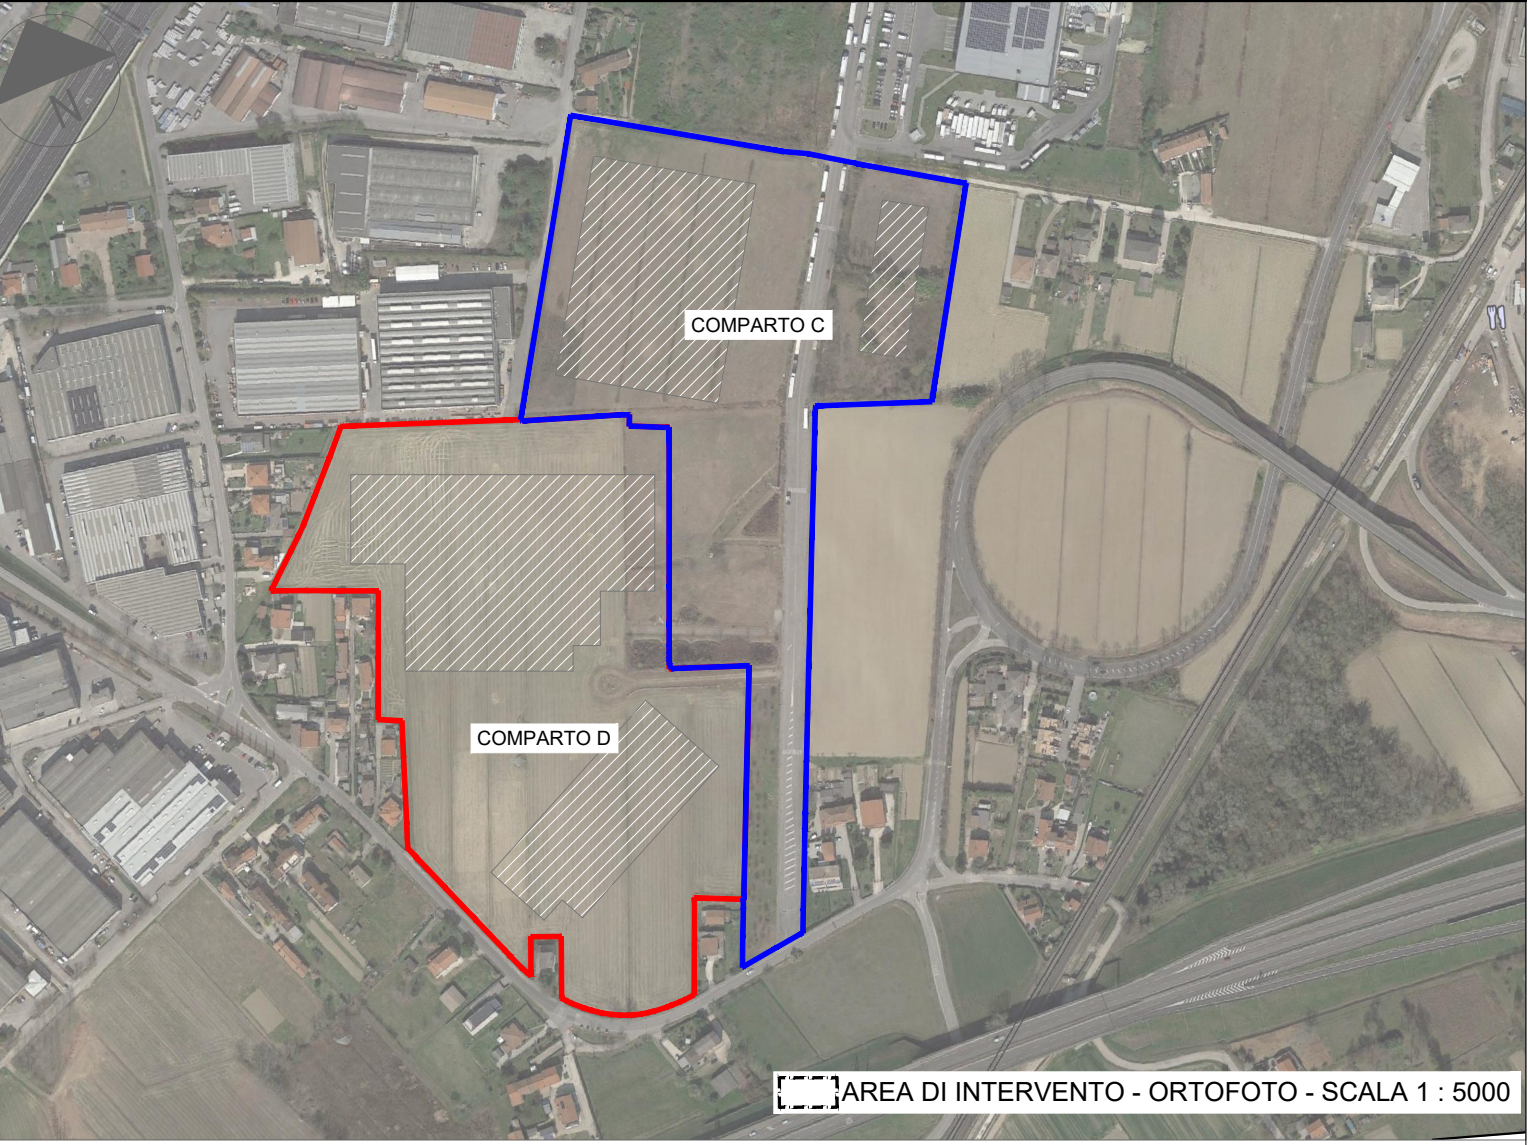 N
COMPARTO C
COMPARTO D
AREA DI INTERVENTO - ORTOFOTO - SCALA 1 : 5000